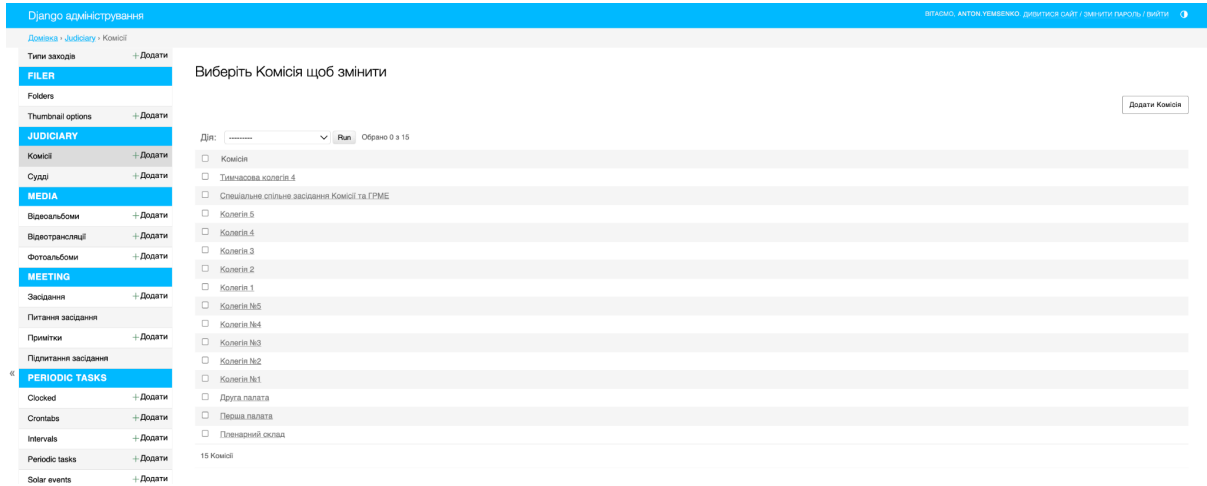 Django адміністрування
ВІТАЄМО, ANTON.YEMSENKO. ДИВИТИСЯ САЙТ / ЗМІНИТИ ПАРОЛЬ / ВИЙТИ
Домівка › Judiciary › Комісії
Типи заходів + Додати
FILER
Folders
Thumbnail options + Додати
JUDICIARY
Комісії + Додати
Судді + Додати
MEDIA
Відеоальбоми + Додати
Відеотрансляції + Додати
Фотоальбоми + Додати
MEETING
Засідання + Додати
Питання засідання
Примітки + Додати
Підпитання засідання
«
PERIODIC TASKS
Clocked + Додати
Crontabs + Додати
Intervals + Додати
Periodic tasks + Додати
Solar events + Додати
Виберіть Комісія щоб змінити
Додати Комісія
Дія: --------- Run Обрано 0 з 15
Комісія
Тимчасова колегія 4
Спеціальне спільне засідання Комісії та ГРМЕ
Колегія 5
Колегія 4
Колегія 3
Колегія 2
Колегія 1
Колегія №5
Колегія №4
Колегія №3
Колегія №2
Колегія №1
Друга палата
Перша палата
Пленарний склад
15 Комісії